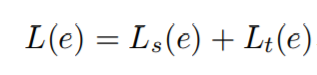 L(e) = L_s(e) + L_t(e)